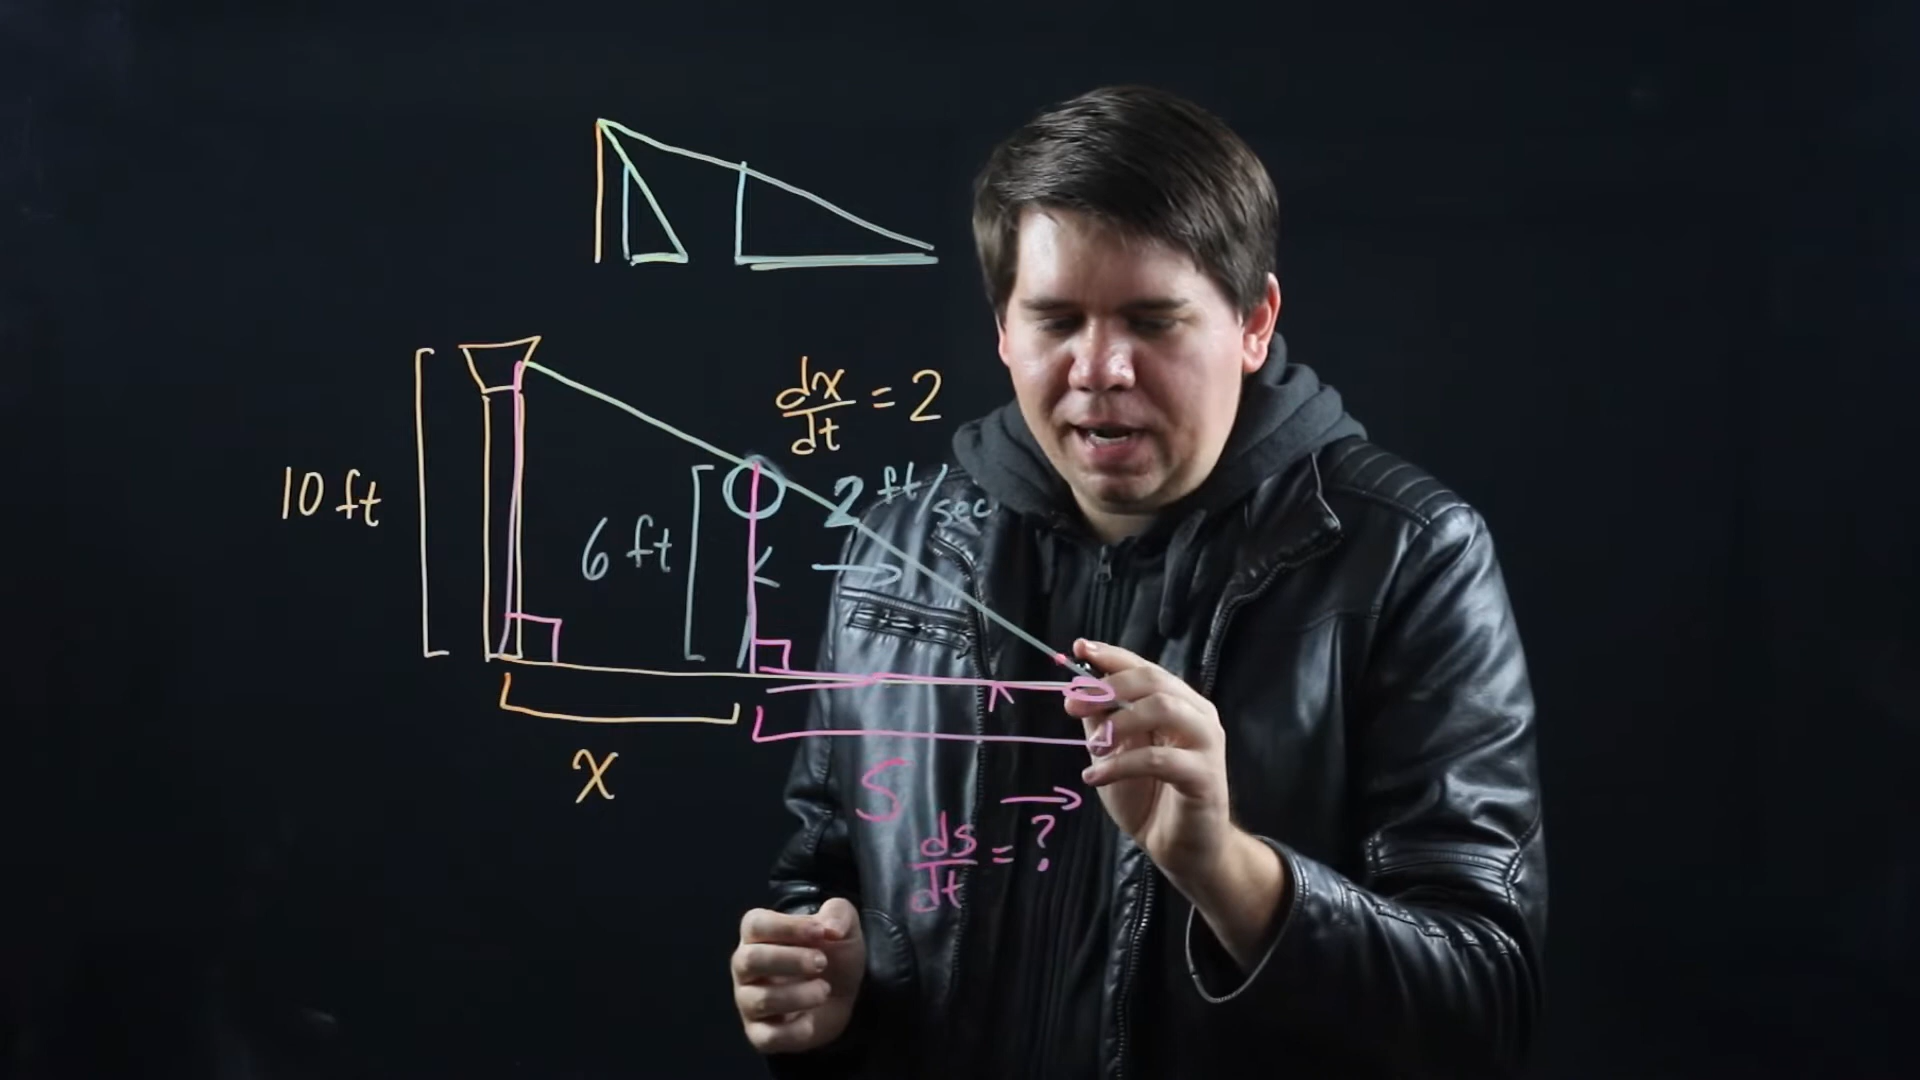 dx/dt = 2
10 ft
6 ft
2 ft/sec
x
S
ds/dt = ?